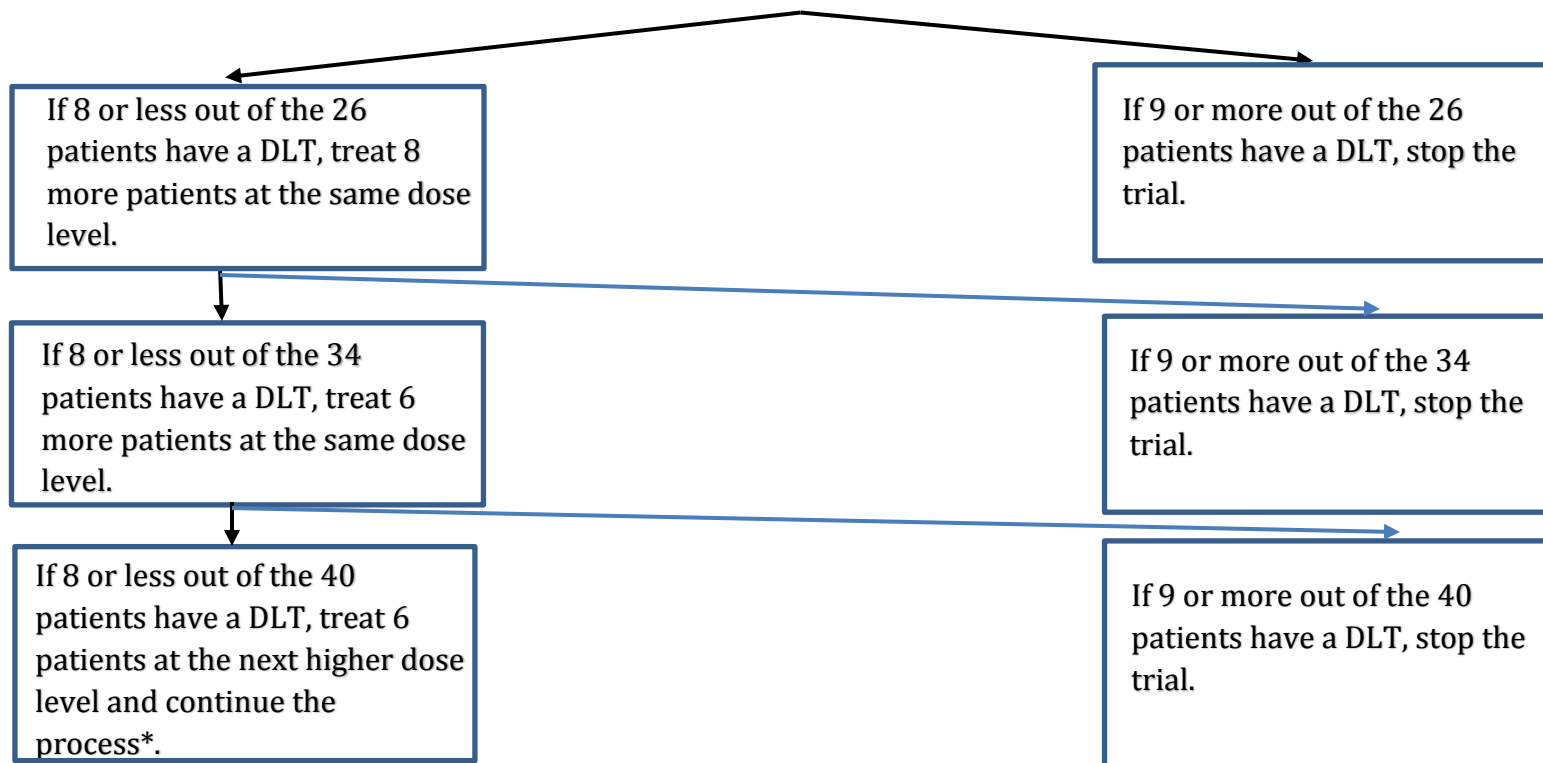 If 8 or less out of the 26
patients have a DLT, treat 8
more patients at the same dose
level.
If 9 or more out of the 26
patients have a DLT, stop the
trial.
If 8 or less out of the 34
patients have a DLT, treat 6
more patients at the same dose
level.
If 9 or more out of the 34
patients have a DLT, stop the
trial.
If 8 or less out of the 40
patients have a DLT, treat 6
patients at the next higher dose
level and continue the
process*.
If 9 or more out of the 40
patients have a DLT, stop the
trial.